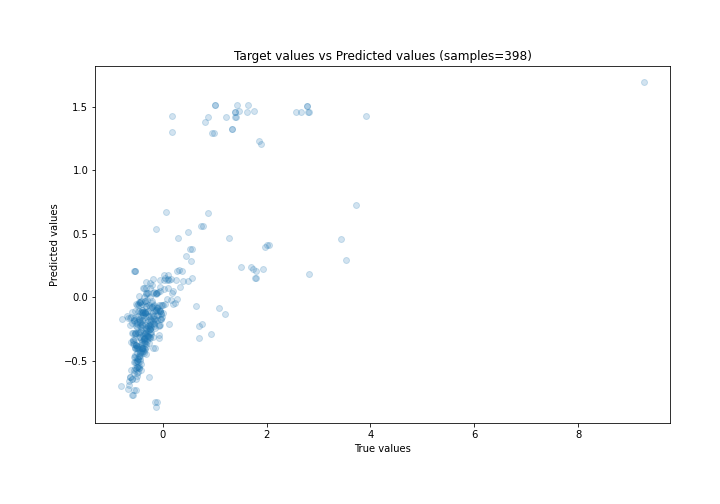 Target values vs Predicted values (samples=398)
1.5
1.0
0.5
0.0
−0.5
Predicted values
0 2 4 6 8
True values